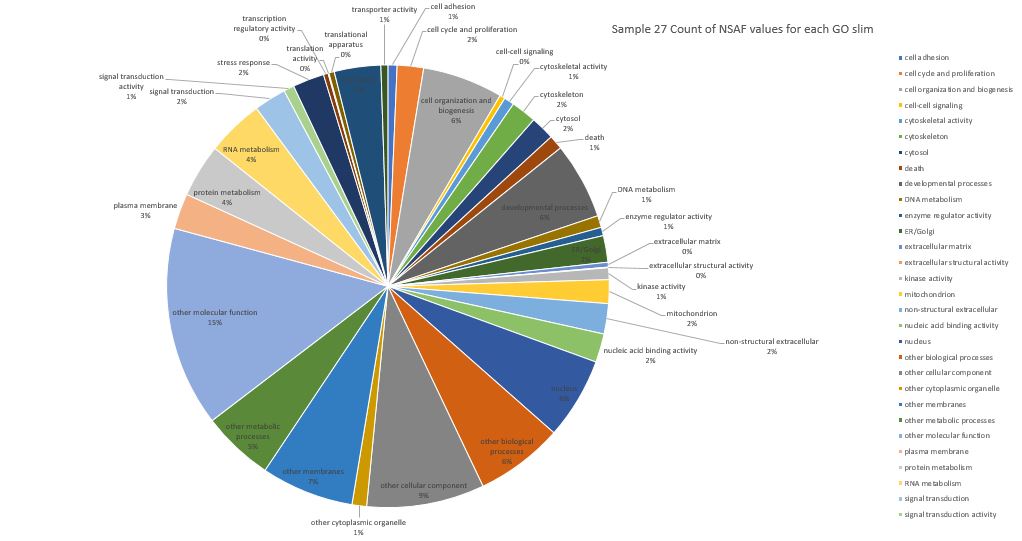 Sample 27 Count of NSAF values for each GO slim
transporter activity
1%
cell adhesion
1%
cell cycle and proliferation
2%
cell organization and
biogenesis
6%
cell-cell signaling
0%
cytoskeletal activity
1%
cytoskeleton
2%
cytosol
2%
death
1%
developmental processes
6%
DNA metabolism
1%
enzyme regulator activity
1%
ER/Golgi
extracellular matrix
0%
extracellular structural activity
0%
kinase activity
1%
mitochondrion
2%
non-structural extracellular
2%
nucleic acid binding activity
2%
nucleus
6%
other biological
processes
6%
other cellular component
9%
other cytoplasmic organelle
1%
other membranes
7%
other metabolic
processes
5%
other molecular function
15%
plasma membrane
3%
protein metabolism
4%
RNA metabolism
4%
signal transduction
2%
signal transduction
activity
1%
stress response
2%
transcription
regulatory activity
0%
translation
activity
0%
translational
apparatus
0%
cell adhesion
cell cycle and proliferation
cell organization and biogenesis
cell-cell signaling
cytoskeletal activity
cytoskeleton
cytosol
death
developmental processes
DNA metabolism
enzyme regulator activity
ER/Golgi
extracellular matrix
extracellular structural activity
kinase activity
mitochondrion
non-structural extracellular
nucleic acid binding activity
nucleus
other biological processes
other cellular component
other cytoplasmic organelle
other membranes
other metabolic processes
other molecular function
plasma membrane
protein metabolism
RNA metabolism
signal transduction
signal transduction activity